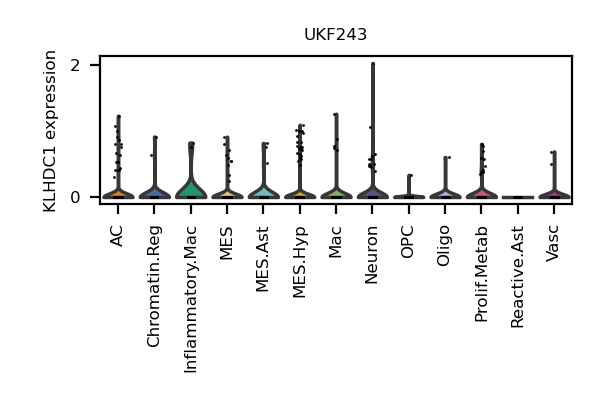 UKF243
KLHDC1 expression
2
0
AC
Chromatin.Reg
Inflammatory.Mac
MES
MES.Ast
MES.Hyp
Mac
Neuron
OPC
Oligo
Prolif.Metab
Reactive.Ast
Vasc